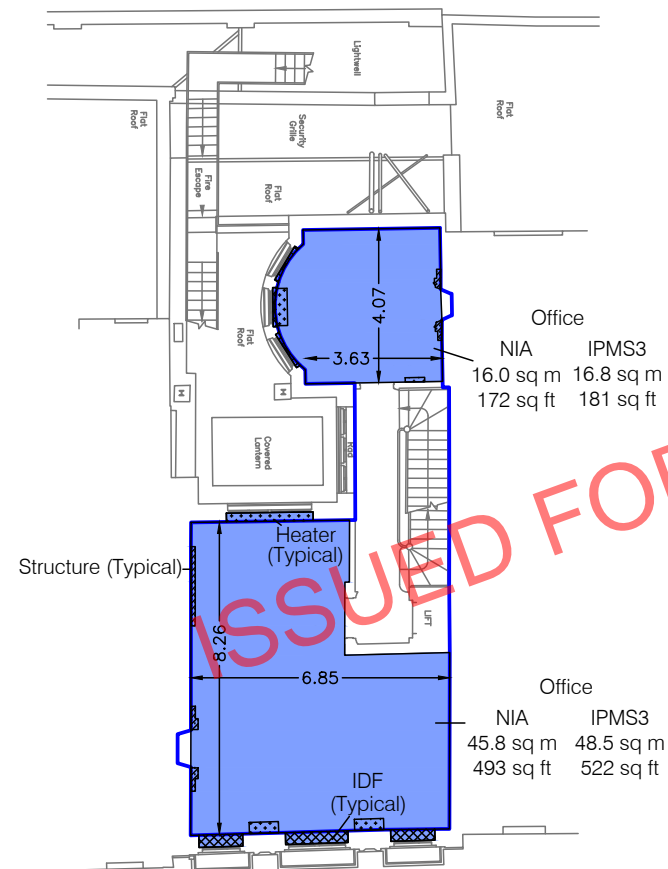 Lightwell
Flat
Roof
Security
Grille
Flat
Roof
Fire
Escape
Flat
Roof
4.07
Office
NIA IPMS3
16.0 sq m 16.8 sq m
172 sq ft 181 sq ft
3.63
Flat
Roof
H
H
Covered
Lantern
Rad
Heater
(Typical)
Structure (Typical)
ISSUED FOR
LIFT
8.26
6.85
Office
NIA IPMS3
45.8 sq m 48.5 sq m
493 sq ft 522 sq ft
IDF
(Typical)